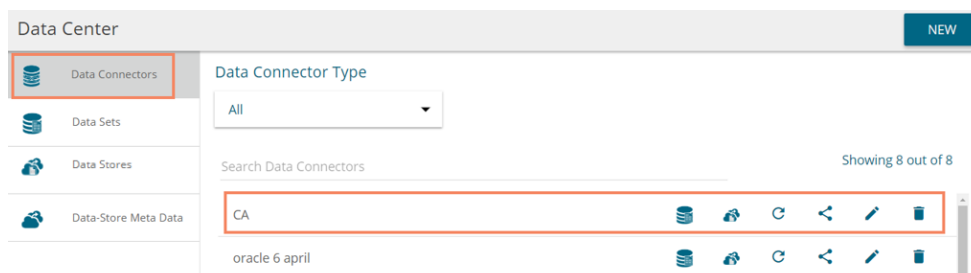 Data Center
NEW
Data Connectors
Data Sets
Data Stores
Data-Store Meta Data
Data Connector Type
All
Search Data Connectors
Showing 8 out of 8
CA
oracle 6 april